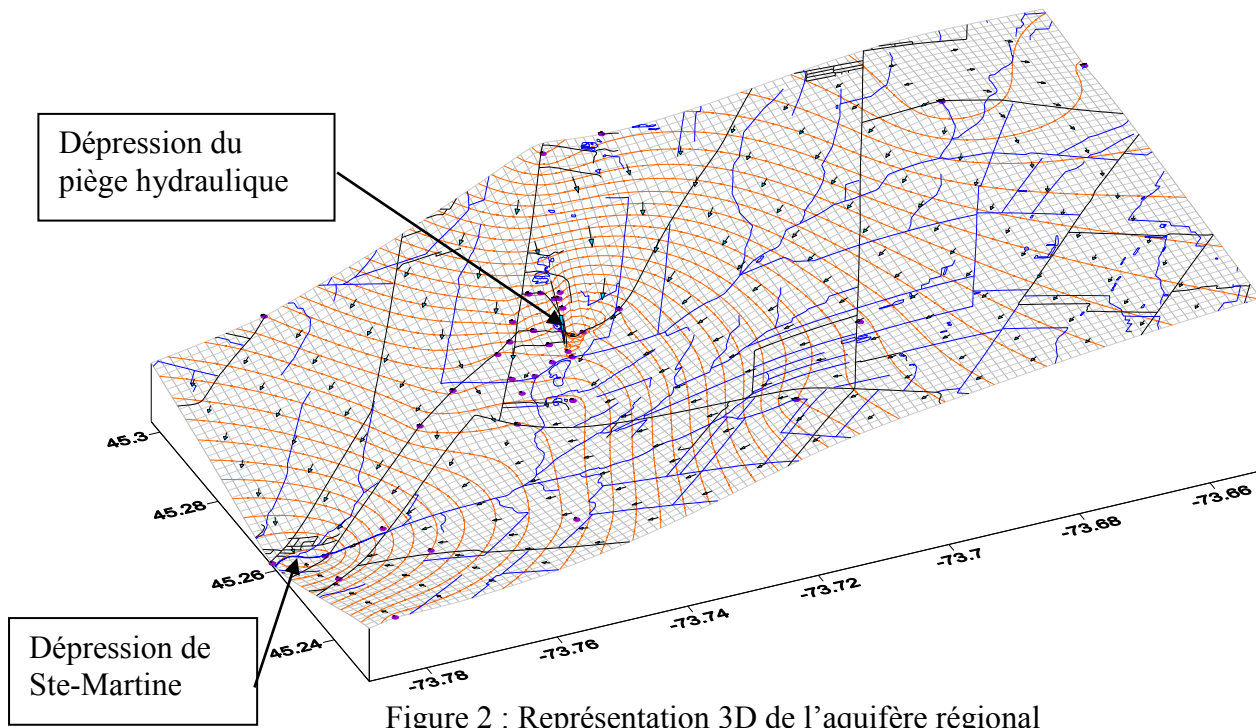 Dépression du
piège hydraulique
45.3
45.28
45.26
45.24
-73.78
-73.76
-73.74
-73.72
-73.7
-73.68
-73.66
Dépression de
Ste-Martine
Figure 2 : Représentation 3D de l’aquifère régional